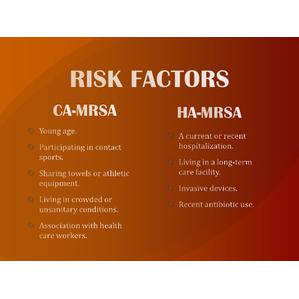 RISK FACTORS
CA-MRSA
Young age.
Participating in contact
sports.
Sharing towels or athletic
equipment.
Living in crowded or
unsanitary conditions.
Association with health
care workers.
HA-MRSA
A current or recent
hospitalization.
Living in a long-term
care facility.
Invasive devices.
Recent antibiotic use.